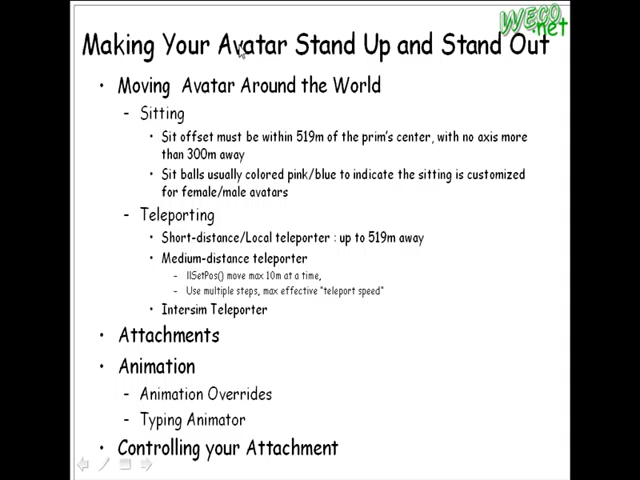 WECO
.net
Making Your Avatar Stand Up and Stand Out
• Moving Avatar Around the World
– Sitting
• Sit offset must be within 519m of the prim's center, with no axis more
than 300m away
• Sit balls usually colored pink/blue to indicate the sitting is customized
for female/male avatars
– Teleporting
• Short-distance/Local teleporter : up to 519m away
• Medium-distance teleporter
– llSetPos() move max 10m at a time,
– Use multiple steps, max effective "teleport speed"
• Intersim Teleporter
• Attachments
• Animation
– Animation Overrides
– Typing Animator
• Controlling your Attachment